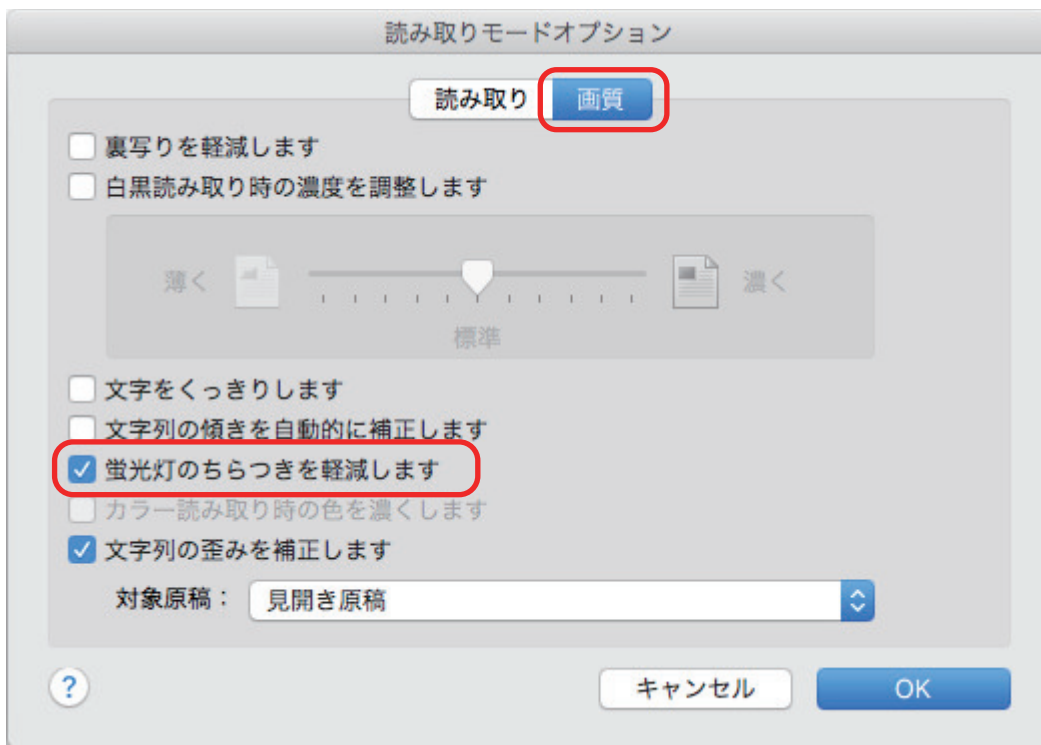 読み取りモードオプション
読み取り 画質
裏写りを軽減します
白黒読み取り時の濃度を調整します
薄く 濃く
標準
文字をくっきりします
文字列の傾きを自動的に補正します
蛍光灯のちらつきを軽減します
カラー読み取り時の色を濃くします
文字列の歪みを補正します
対象原稿： 見開き原稿
? キャンセル OK